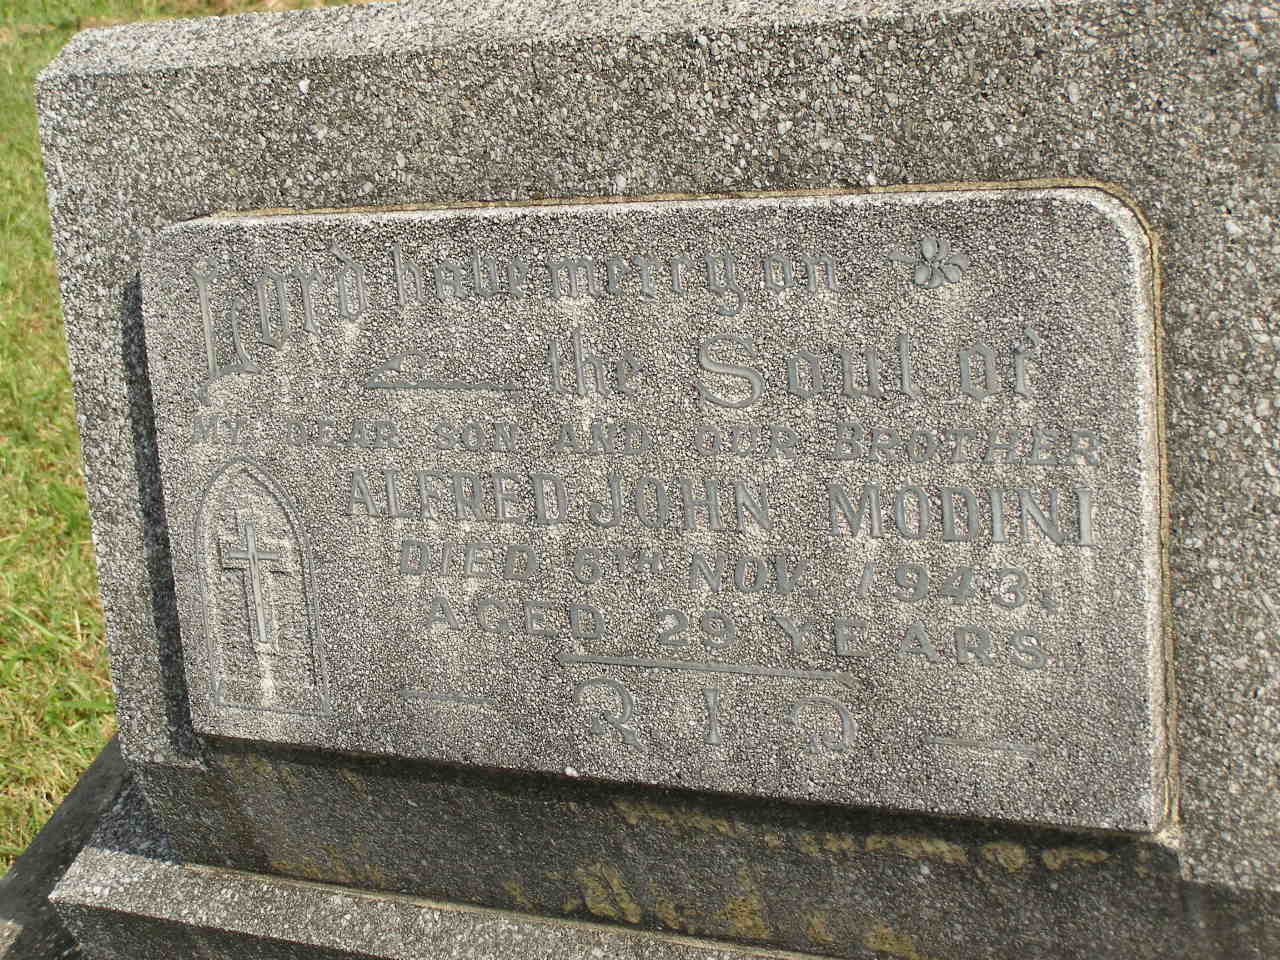 Lord have mercy on
the Soul of
MY DEAR SON AND OUR BROTHER
ALFRED JOHN MODINI
DIED 6TH NOV. 1943.
AGED 29 YEARS
R I P